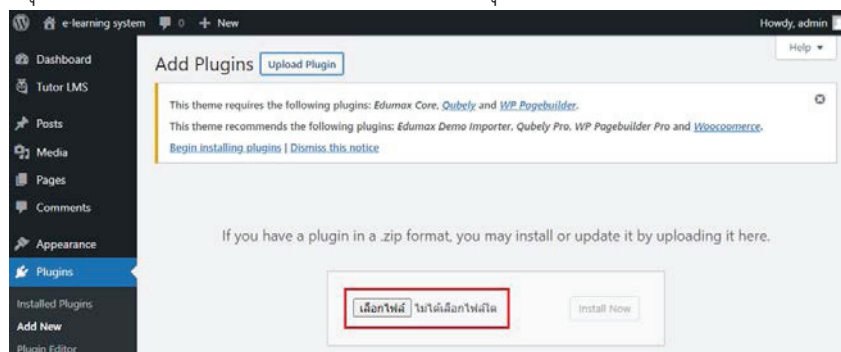 e-learning system 0 + New
Howdy, admin
Help
Dashboard
Tutor LMS
Posts
Media
Pages
Comments
Appearance
Plugins
Installed Plugins
Add New
Plugin Editor
Add Plugins Upload Plugin
This theme requires the following plugins: Edumax Core, Qubely and WP Pagebuilder.
This theme recommends the following plugins: Edumax Demo Importer, Qubely Pro, WP Pagebuilder Pro and Woocoomerce.
Begin installing plugins | Dismiss this notice
If you have a plugin in a .zip format, you may install or update it by uploading it here.
เลือกไฟล์ ไม่ได้เลือกไฟล์ใด Install Now